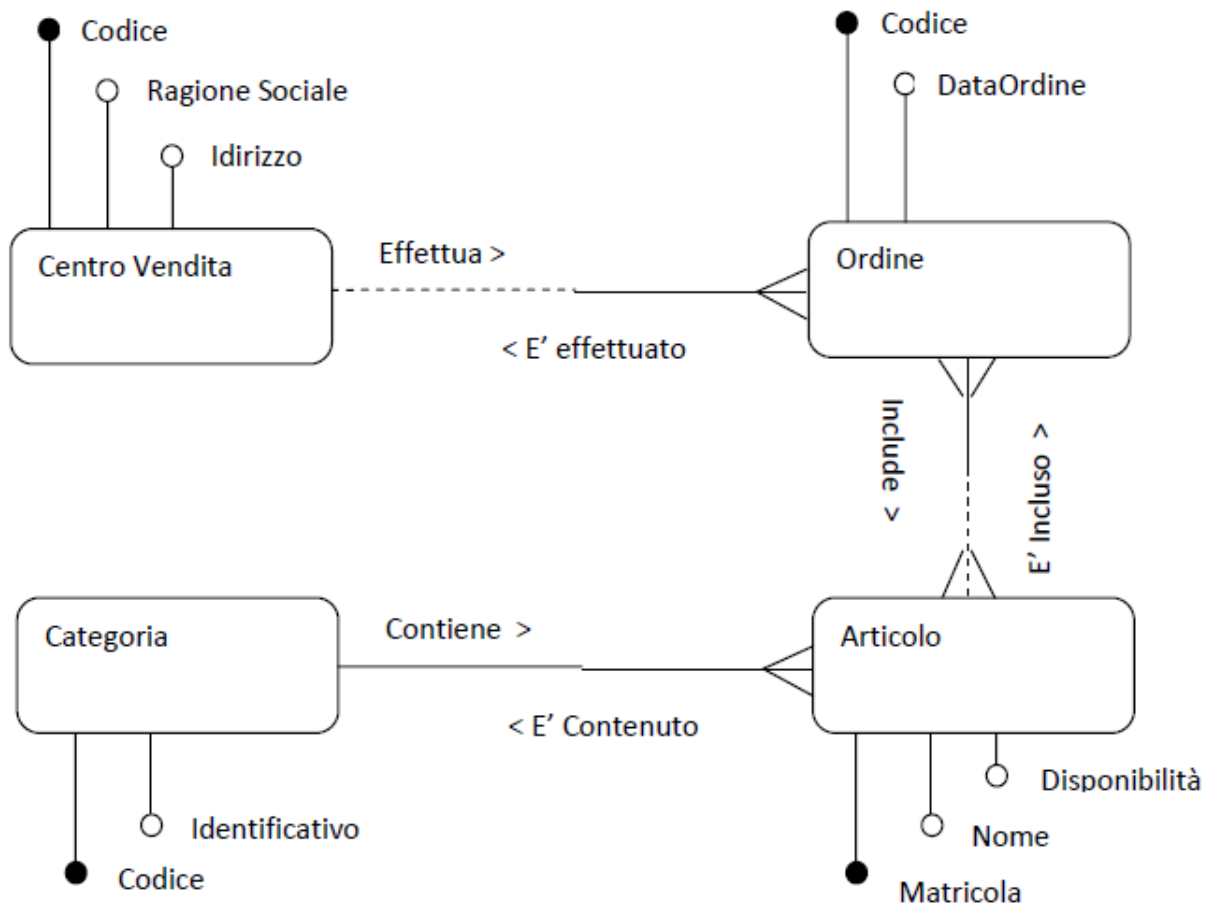 Codice
Ragione Sociale
Idirizzo
Centro Vendita
Effettua >
< E' effettuato
Codice
DataOrdine
Ordine
Include >
E' Incluso >
Categoria
Contiene >
< E' Contenuto
Articolo
Identificativo
Codice
Disponibilità
Nome
Matricola